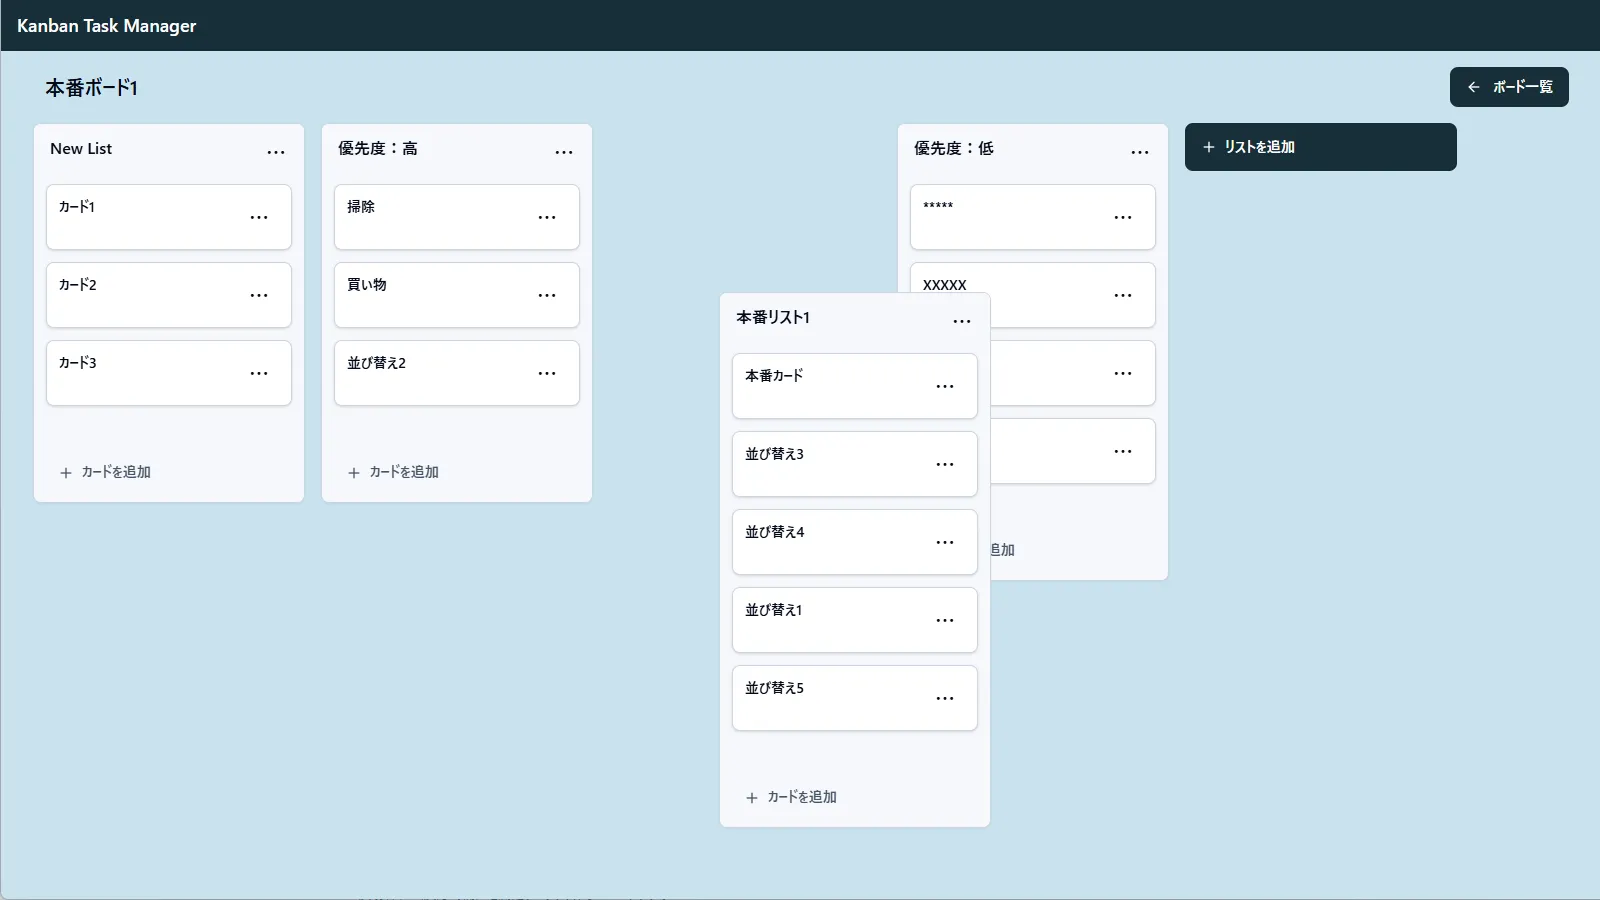 Kanban Task Manager
本番ボード1
← ボード一覧
New List
カード1
カード2
カード3
+ カードを追加
優先度：高
掃除
買い物
並び替え2
+ カードを追加
本番リスト1
本番カード
並び替え3
並び替え4
並び替え1
並び替え5
+ カードを追加
優先度：低
*****
XXXXX
追加
+ リストを追加